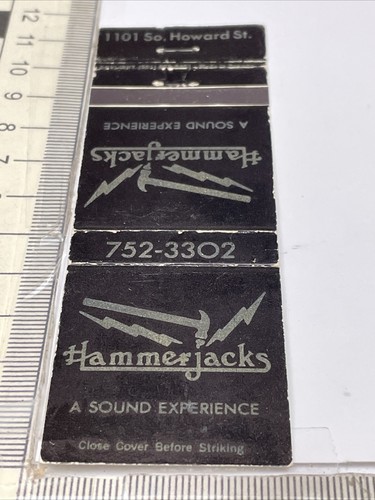 1101 So. Howard St.
A SOUND EXPERIENCE
Hammerjacks
752-3302
Hammerjacks
A SOUND EXPERIENCE
Close Cover Before Striking
12
11
10
9
8
7